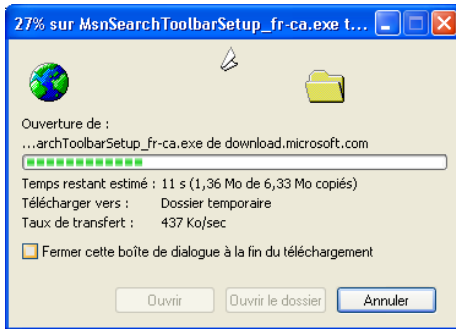 27% sur MsnSearchToolbarSetup_fr-ca.exe t...
Ouverture de :
...archToolbarSetup_fr-ca.exe de download.microsoft.com
Temps restant estimé : 11 s (1,36 Mo de 6,33 Mo copiés)
Télécharger vers : Dossier temporaire
Taux de transfert : 437 Ko/sec
Fermer cette boîte de dialogue à la fin du téléchargement
Ouvrir Ouvrir le dossier Annuler